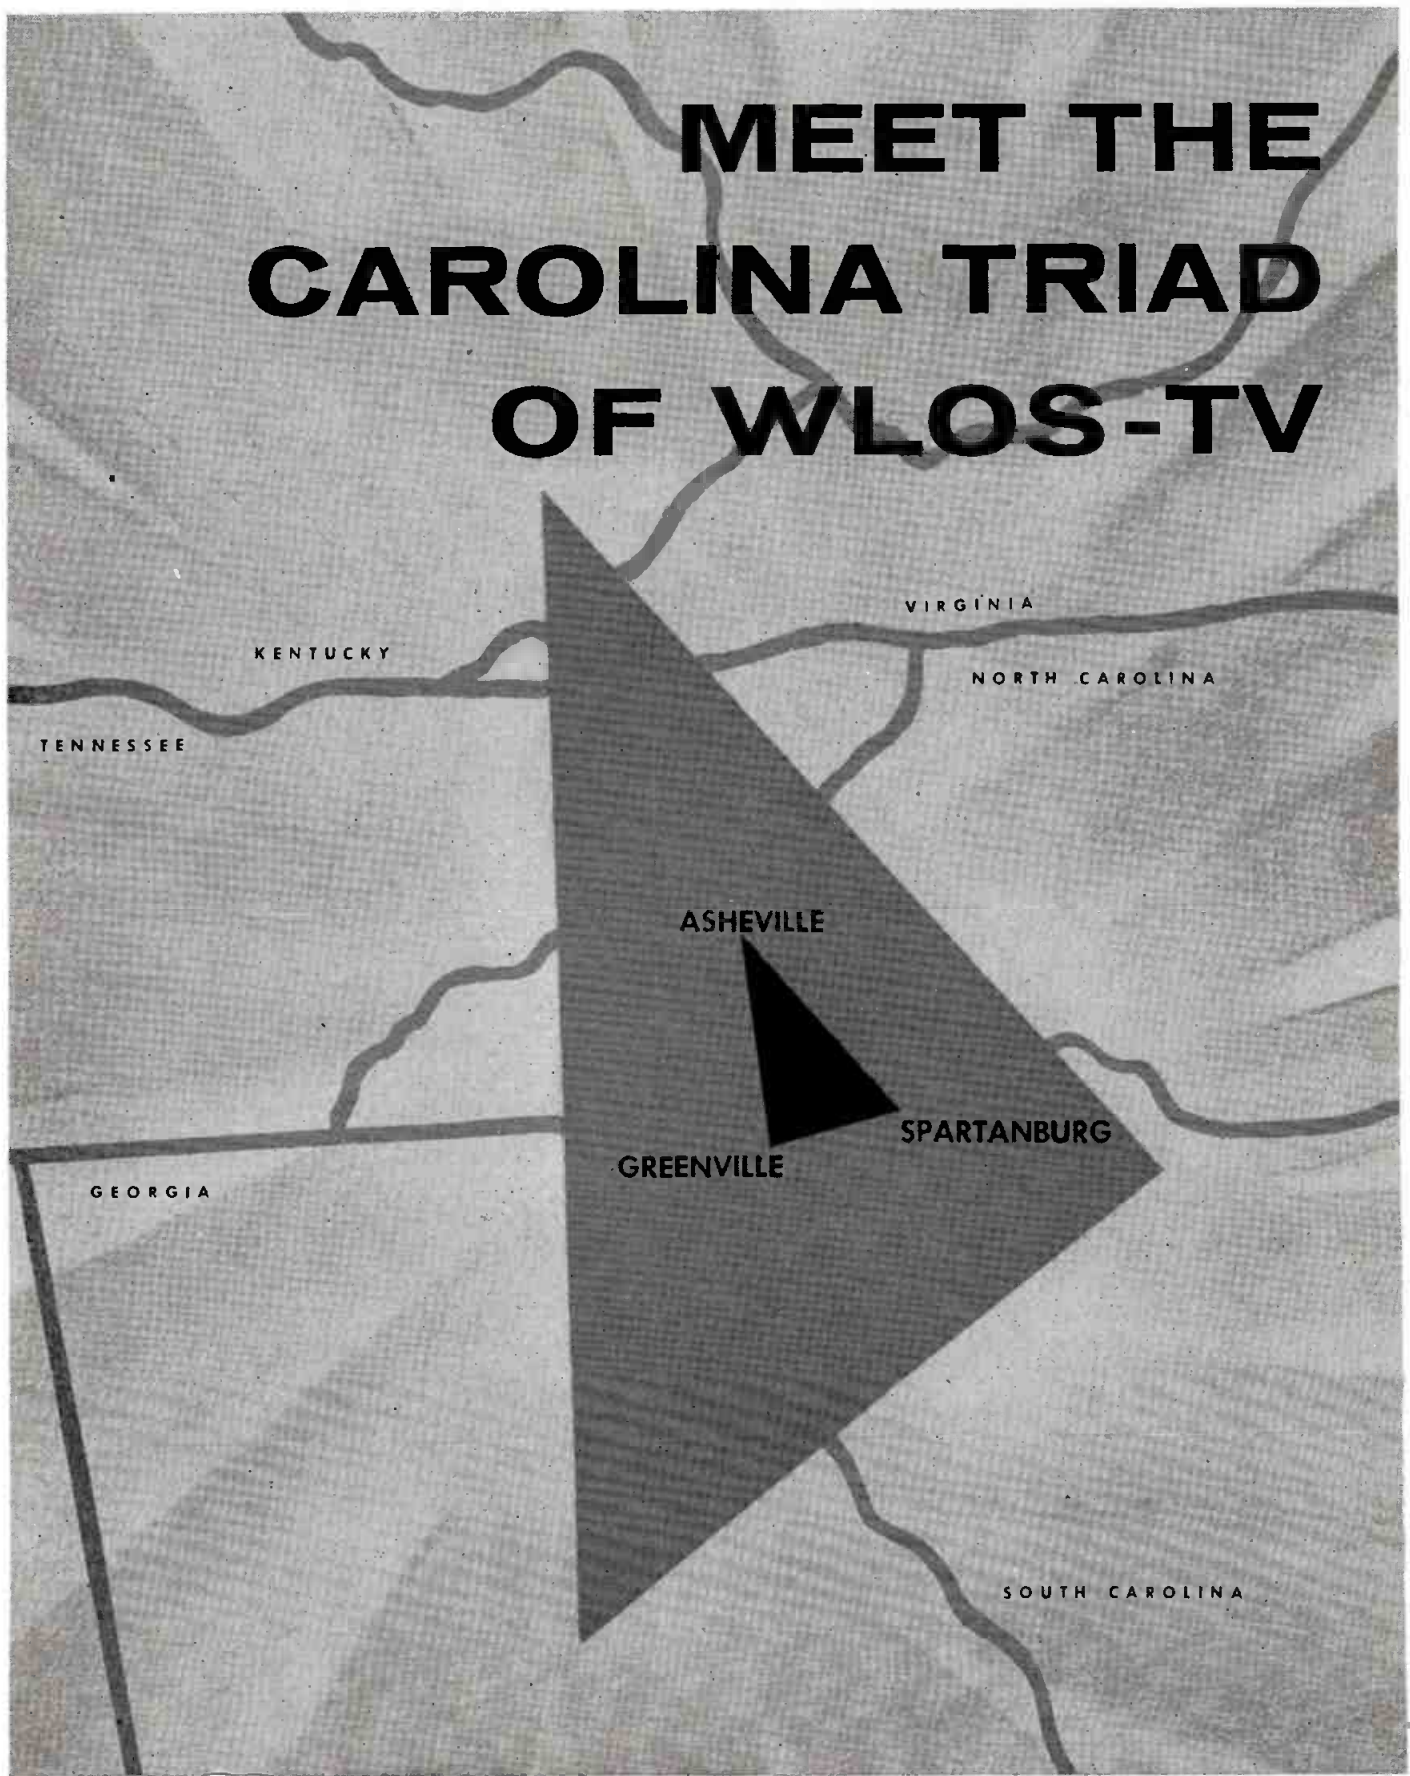 MEET THE
CAROLINA TRIAD
OF WLOS-TV
VIRGINIA
KENTUCKY
NORTH CAROLINA
TENNESSEE
ASHEVILLE
SPARTANBURG
GREENVILLE
GEORGIA
SOUTH CAROLINA